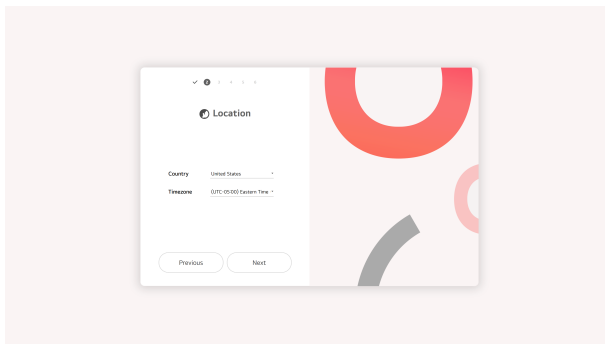 2
Location
Country United States
Timezone (UTC-05:00) Eastern Time
Previous Next